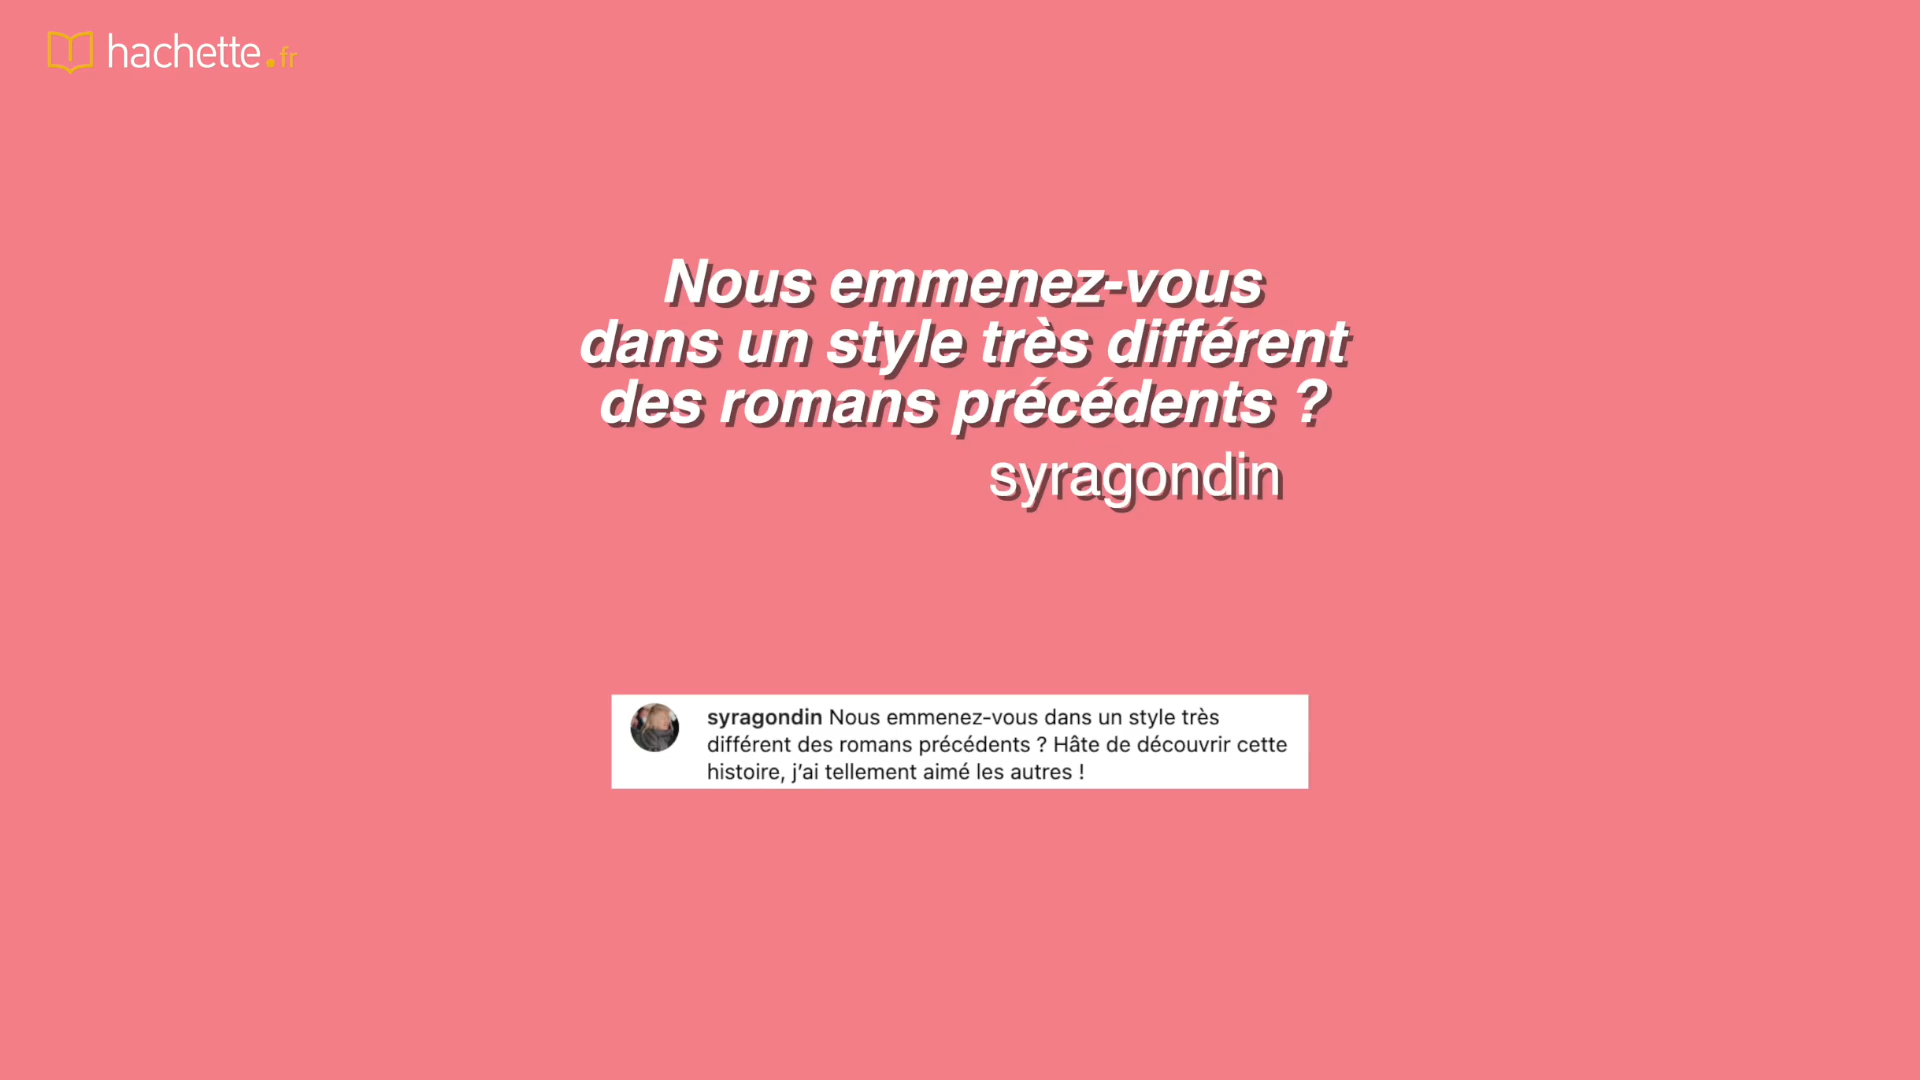 hachette.fr
Nous emmenez-vous
dans un style très différent
des romans précédents ?
syragondin
syragondin Nous emmenez-vous dans un style très
différent des romans précédents ? Hâte de découvrir cette
histoire, j’ai tellement aimé les autres !